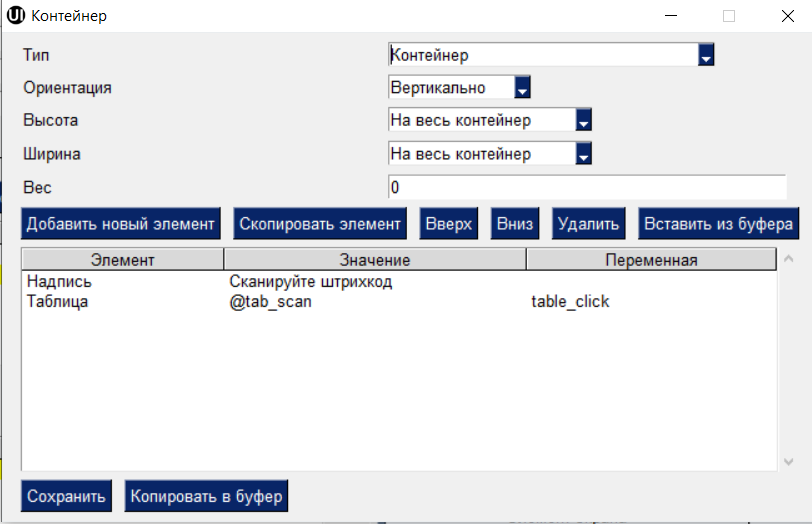 UI Контейнер
Тип Контейнер
Ориентация Вертикально
Высота На весь контейнер
Ширина На весь контейнер
Вес 0
Добавить новый элемент Скопировать элемент Вверх Вниз Удалить Вставить из буфера
Элемент Значение Переменная
Надпись Сканируйте штрихкод
Таблица @tab_scan table_click
Сохранить Копировать в буфер